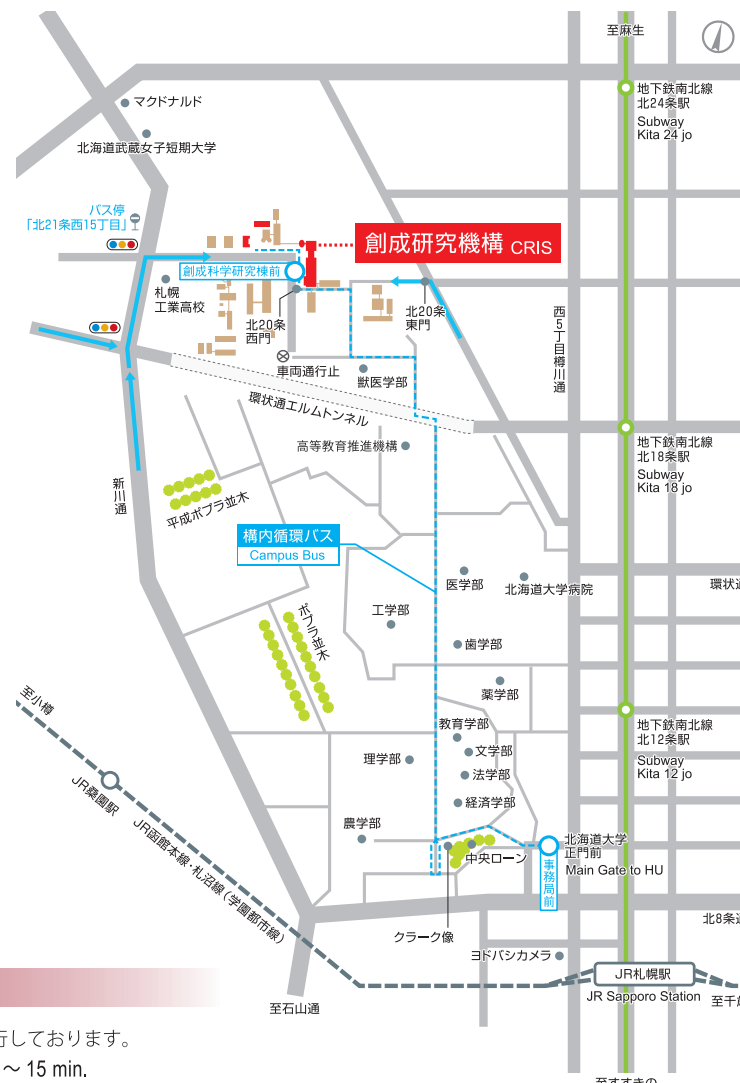 至麻生
地下鉄南北線
北24条駅
Subway
Kita 24 jo
マクドナルド
北海道武蔵女子短期大学
バス停
「北21条西15丁目」
創成研究機構 CRIS
創成科学研究棟前
札幌
工業高校
北20条
西門
北20条
東門
西5丁目樽川通
車両通行止
獣医学部
環状通エルムトンネル
地下鉄南北線
北18条駅
Subway
Kita 18 jo
高等教育推進機構
新川通
平成ポプラ並木
構内循環バス
Campus Bus
医学部
北海道大学病院
環状通
ポプラ並木
工学部
歯学部
薬学部
至小樽
教育学部
地下鉄南北線
北12条駅
Subway
Kita 12 jo
文学部
理学部
法学部
JR桑園駅
経済学部
JR函館本線・札沼線(学園都市線)
農学部
北海道大学
正門前
Main Gate to HU
中央ローン
事務局前
北8条通
クラーク像
ヨドバシカメラ
JR札幌駅
JR Sapporo Station
至石山通
至千歳
行しております。
～ 15 min.
至すすきの